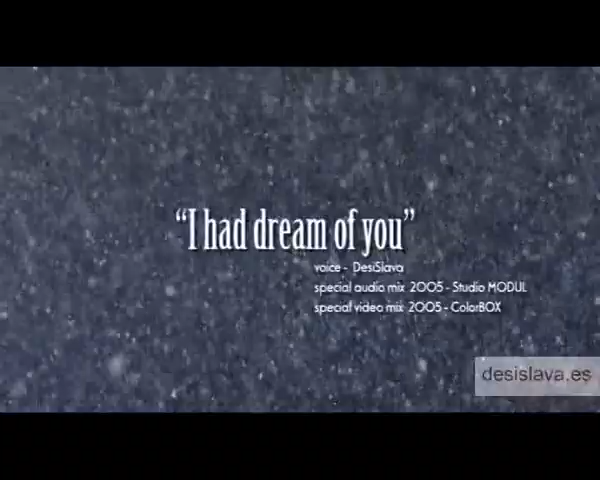 “I had dream of you”
voice - DesiSlava
special audio mix 2005 - Studio MODUL
special video mix 2005 - ColorBOX
desislava.es